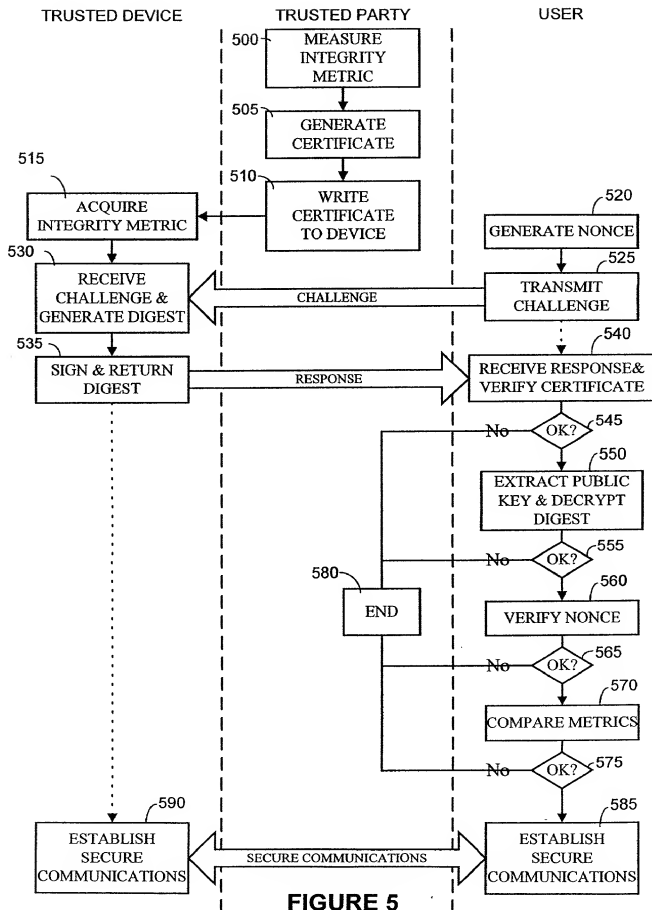 TRUSTED DEVICE
TRUSTED PARTY
USER
500
MEASURE
INTEGRITY
METRIC
505
GENERATE
CERTIFICATE
510
WRITE
CERTIFICATE
TO DEVICE
515
ACQUIRE
INTEGRITY METRIC
520
GENERATE NONCE
525
TRANSMIT
CHALLENGE
CHALLENGE
530
RECEIVE
CHALLENGE &
GENERATE DIGEST
535
SIGN & RETURN
DIGEST
RESPONSE
540
RECEIVE RESPONSE&
VERIFY CERTIFICATE
No
OK?
545
550
EXTRACT PUBLIC
KEY & DECRYPT
DIGEST
No
OK?
555
580
END
560
VERIFY NONCE
No
OK?
565
570
COMPARE METRICS
No
OK?
575
590
ESTABLISH
SECURE
COMMUNICATIONS
SECURE COMMUNICATIONS
585
ESTABLISH
SECURE
COMMUNICATIONS
FIGURE 5